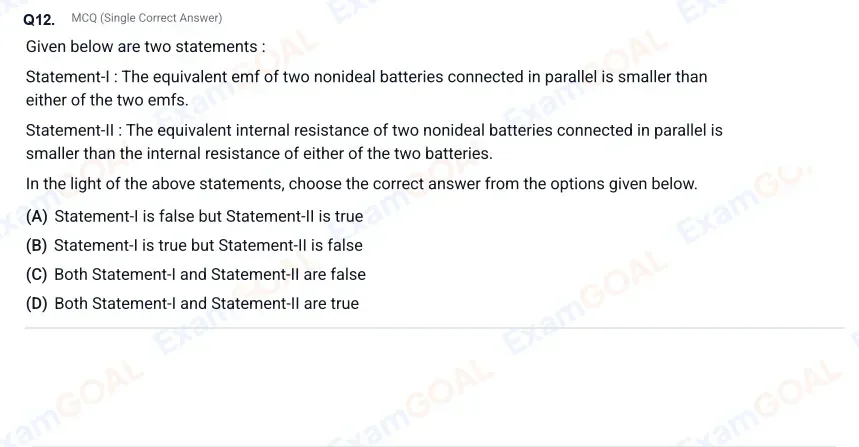 Q12. MCQ (Single Correct Answer)
Given below are two statements :
Statement-I : The equivalent emf of two nonideal batteries connected in parallel is smaller than
either of the two emfs.
Statement-II : The equivalent internal resistance of two nonideal batteries connected in parallel is
smaller than the internal resistance of either of the two batteries.
In the light of the above statements, choose the correct answer from the options given below.
(A) Statement-I is false but Statement-II is true
(B) Statement-I is true but Statement-II is false
(C) Both Statement-I and Statement-II are false
(D) Both Statement-I and Statement-II are true
ExamGOAL